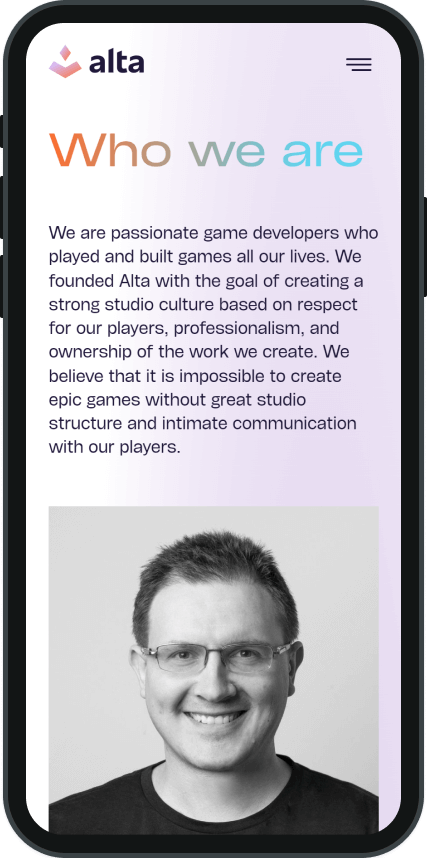 alta
Who we are
We are passionate game developers who
played and built games all our lives. We
founded Alta with the goal of creating a
strong studio culture based on respect
for our players, professionalism, and
ownership of the work we create. We
believe that it is impossible to create
epic games without great studio
structure and intimate communication
with our players.